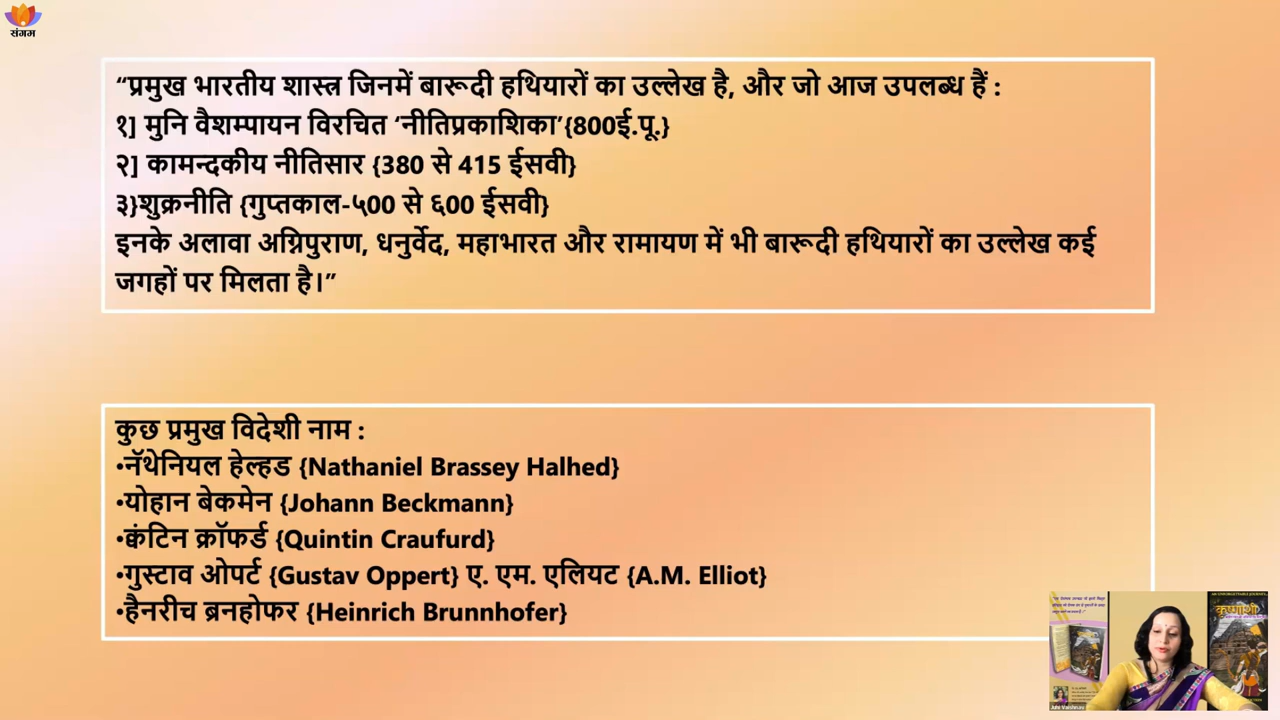 संगम
“प्रमुख भारतीय शास्त्र जिनमें बारूदी हथियारों का उल्लेख है, और जो आज उपलब्ध हैं :
१] मुनि वैशम्पायन विरचित ‘नीतिप्रकाशिका’{800ई.पू.}
२] कामन्दकीय नीतिसार {380 से 415 ईसवी}
३}शुक्रनीति {गुप्तकाल-५00 से ६00 ईसवी}
इनके अलावा अग्निपुराण, धनुर्वेद, महाभारत और रामायण में भी बारूदी हथियारों का उल्लेख कई
जगहों पर मिलता है।”
कुछ प्रमुख विदेशी नाम :
•नॅथेनियल हेल्हड {Nathaniel Brassey Halhed}
•योहान बेकमेन {Johann Beckmann}
•क्वंटिन क्रॉफर्ड {Quintin Craufurd}
•गुस्टाव ओपर्ट {Gustav Oppert} ए. एम. एलियट {A.M. Elliot}
•हैनरीच ब्रनहोफर {Heinrich Brunnhofer}